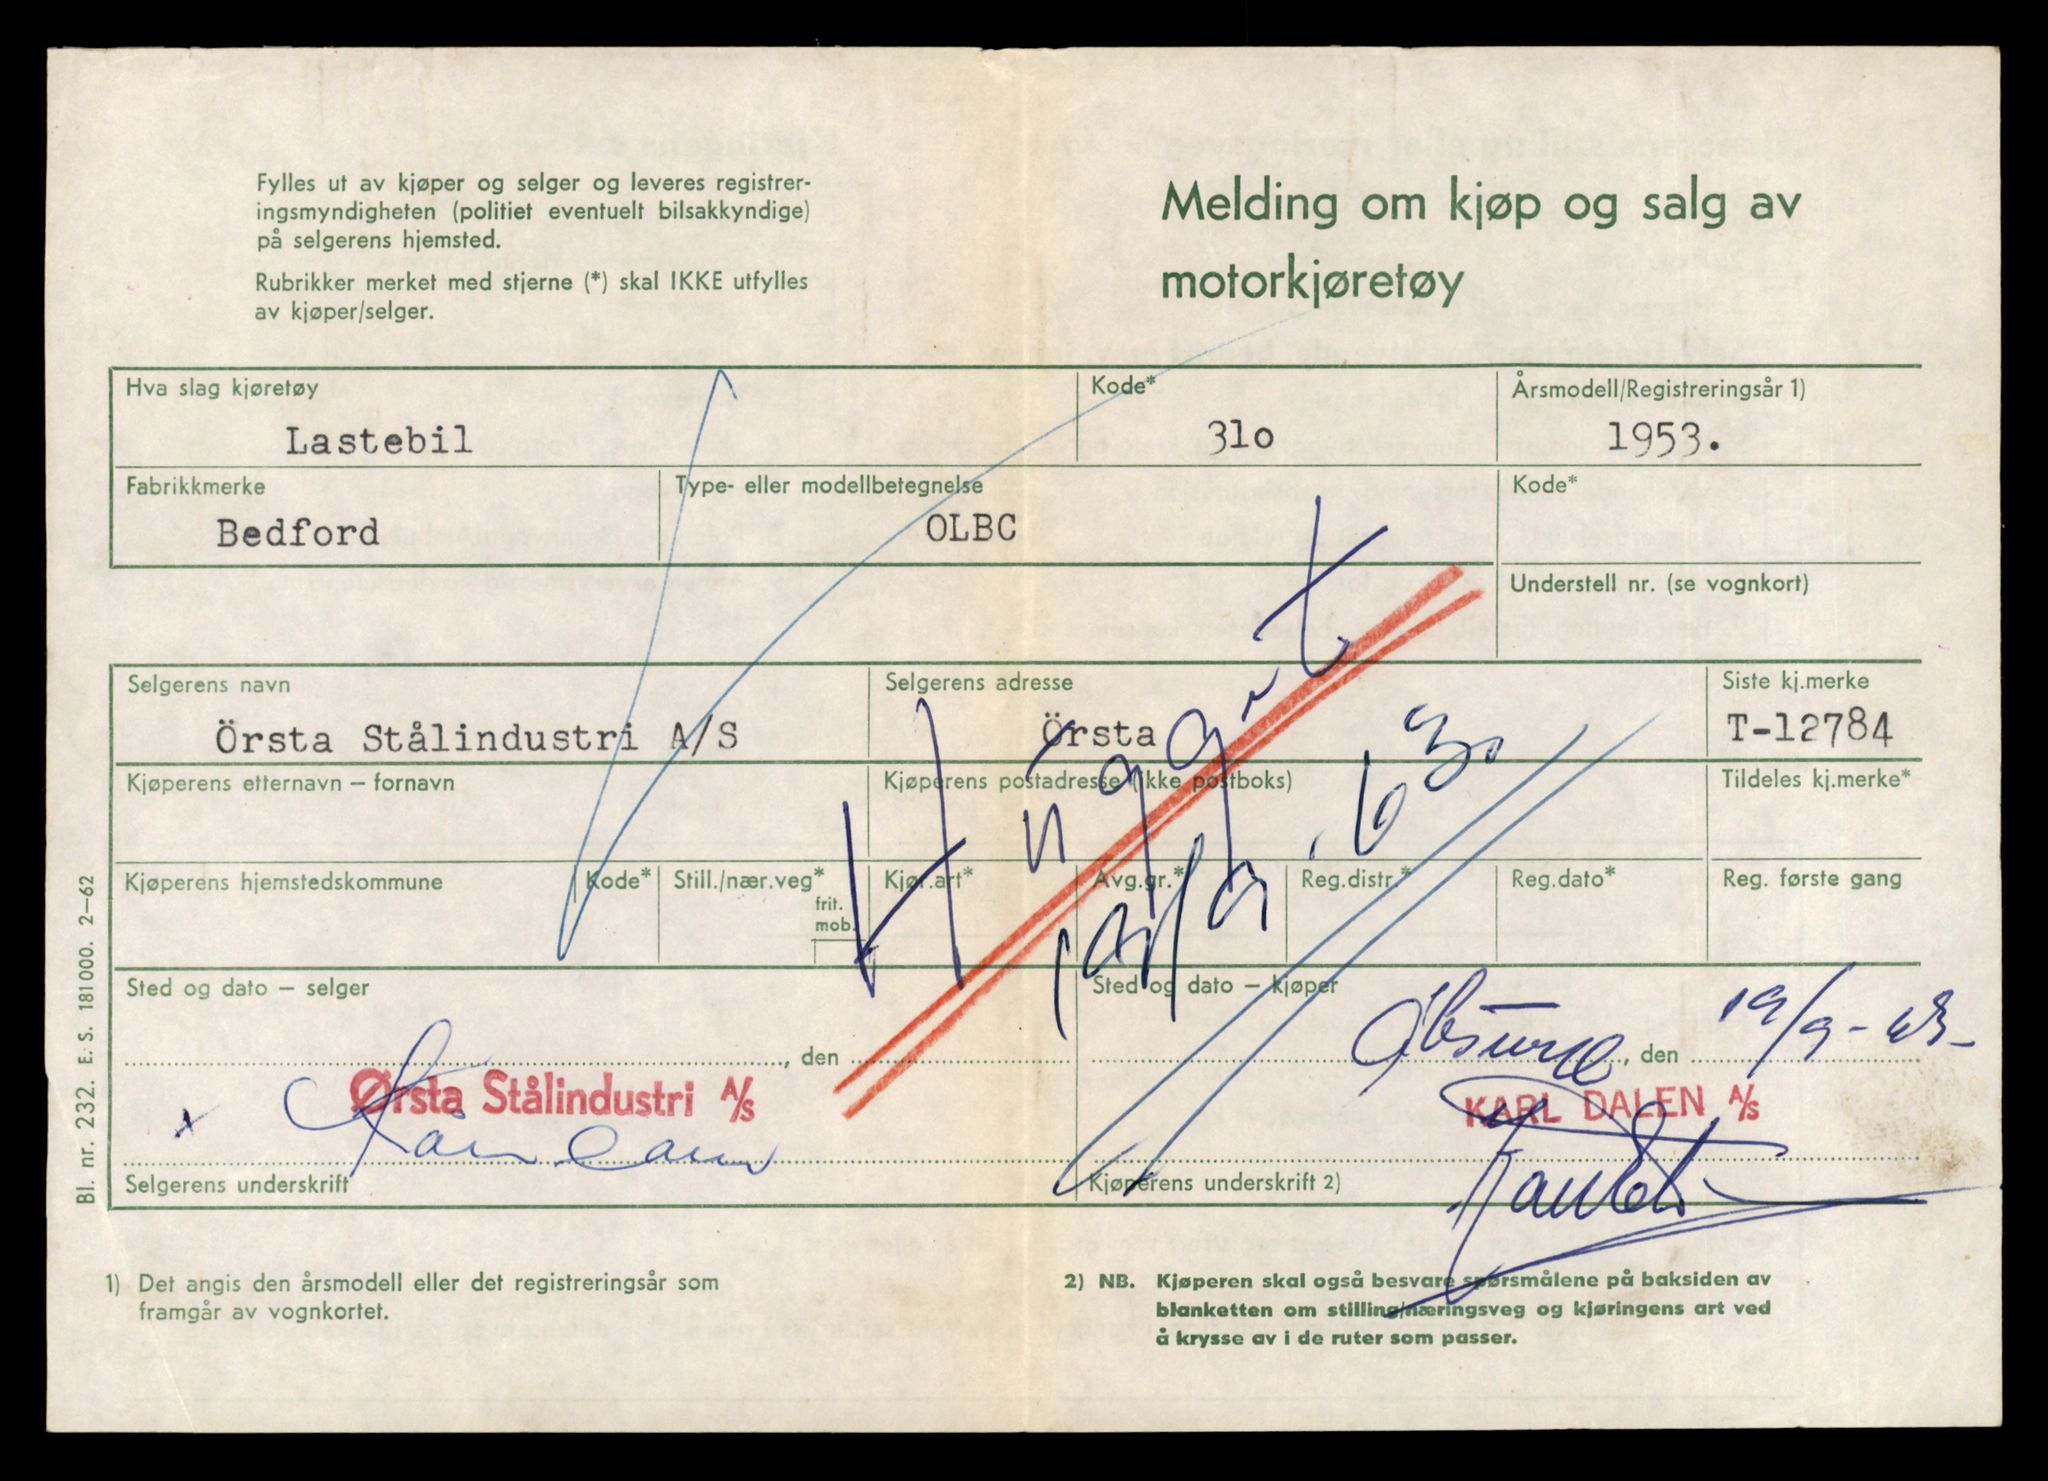 Fylles ut av kjøper og selger og leveres registrer-
ingsmyndigheten (politiet eventuelt bilsakkyndige)
på selgerens hjemsted.
Rubrikker merket med stjerne (*) skal IKKE utfylles
av kjøper/selger.
Melding om kjøp og salg av
motorkjøretøy
Hva slag kjøretøy
Lastebil
Kode*
31o
Årsmodell/Registreringsår 1)
1953.
Fabrikkmerke
Bedford
Type- eller modellbetegnelse
OLBC
Kode*
Understell nr. (se vognkort)
Selgerens navn
Örsta Stålindustri A/S
Selgerens adresse
Örsta
Siste kj.merke
T-12784
Kjøperens etternavn – fornavn
Kjøperens postadresse (ikke postboks)
Tildeles kj.merke*
Kjøperens hjemstedskommune
Kode*
Still./nær.veg*
frit.
mob.
Kjør.art*
Avg.gr.*
Reg.distr.*
Reg.dato*
Reg. første gang
Huggut
19/9.63.
Sted og dato – selger
, den
Sted og dato – kjøper
, den 19/9-63-
Ørsta Stålindustri A/S
KARL DALEN A/S
Selgerens underskrift
Kjøperens underskrift 2)
1) Det angis den årsmodell eller det registreringsår som
framgår av vognkortet.
2) NB. Kjøperen skal også besvare spørsmålene på baksiden av
blanketten om stilling/næringsveg og kjøringens art ved
å krysse av i de ruter som passer.
Bl. nr. 232. E. S. 181000. 2–62